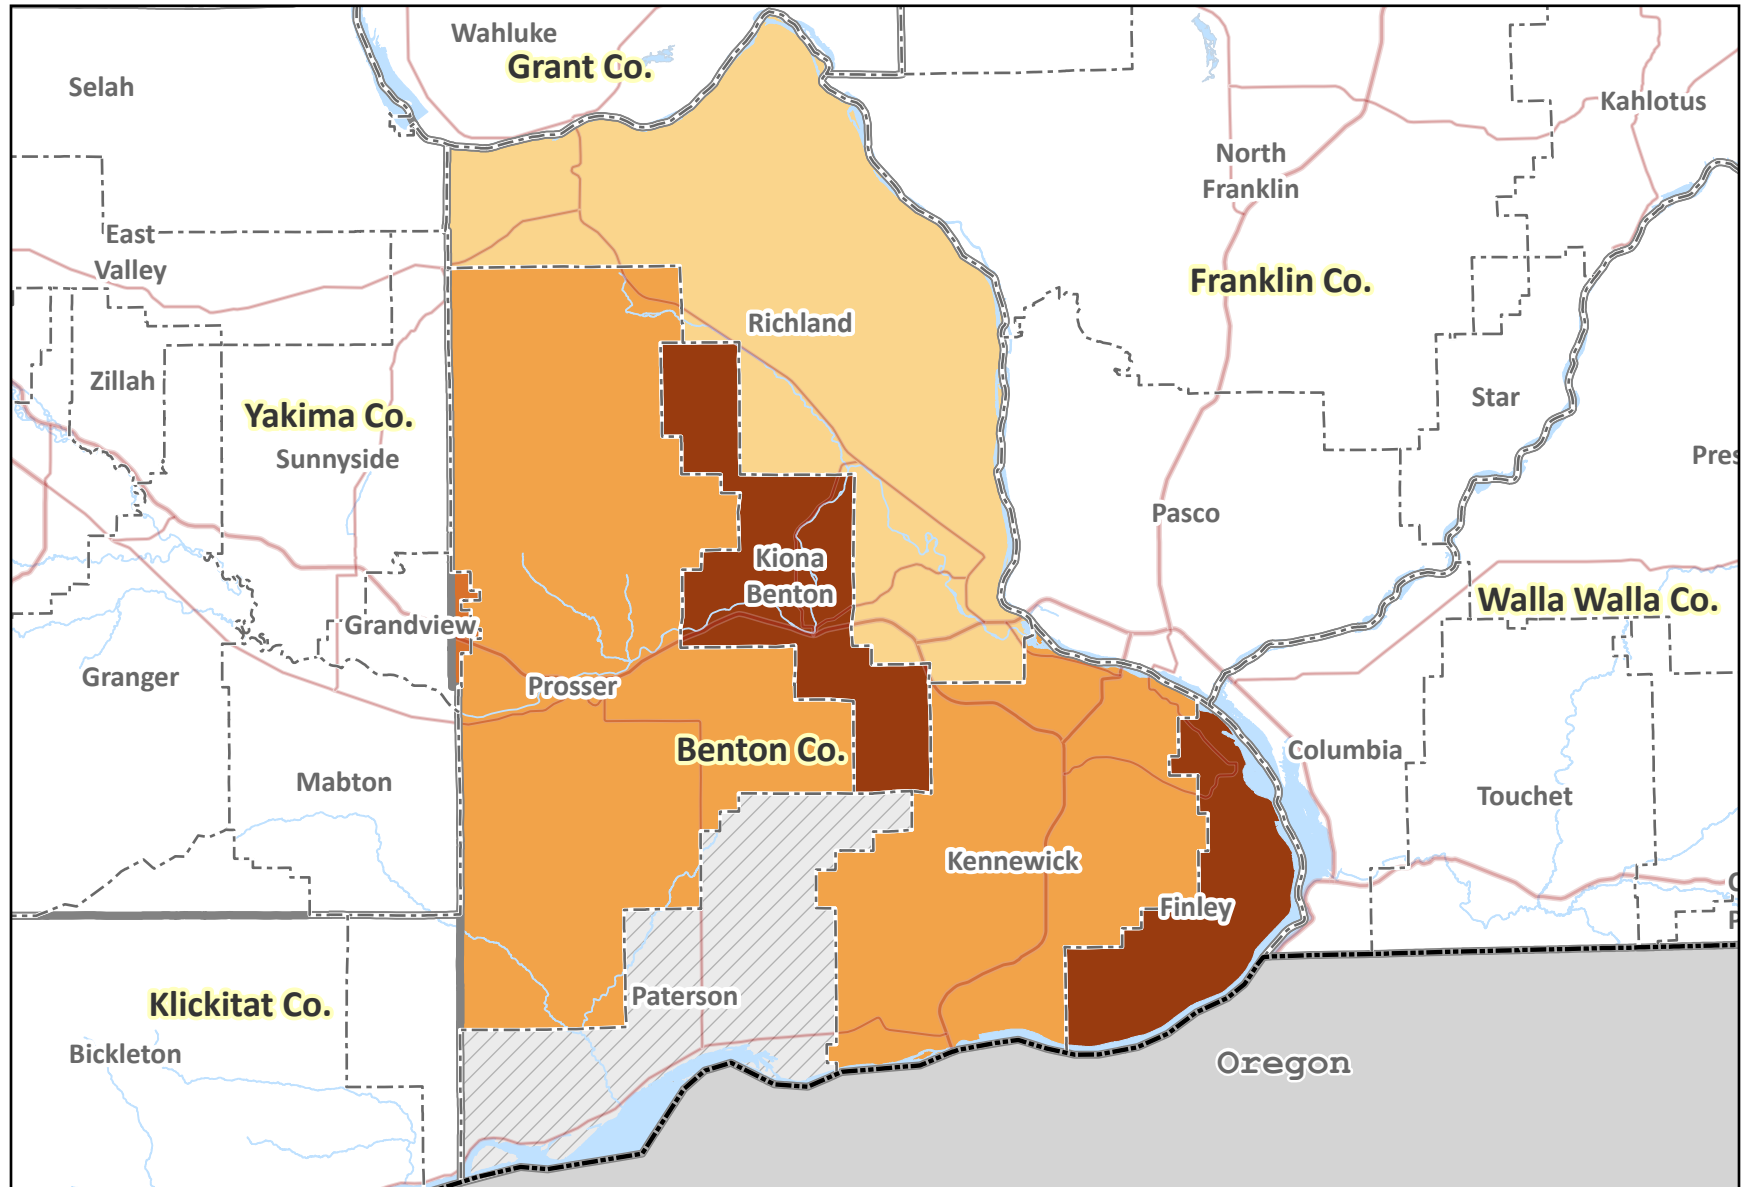 Wahluke
Grant Co.
Selah
Kahlotus
North
Franklin
East
Valley
Franklin Co.
Richland
Zillah
Yakima Co.
Sunnyside
Star
Pres
Pasco
Kiona
Benton
Walla Walla Co.
Grandview
Granger
Prosser
Benton Co.
Columbia
Mabton
Touchet
Kennewick
Finley
Paterson
Klickitat Co.
Bickleton
Oregon